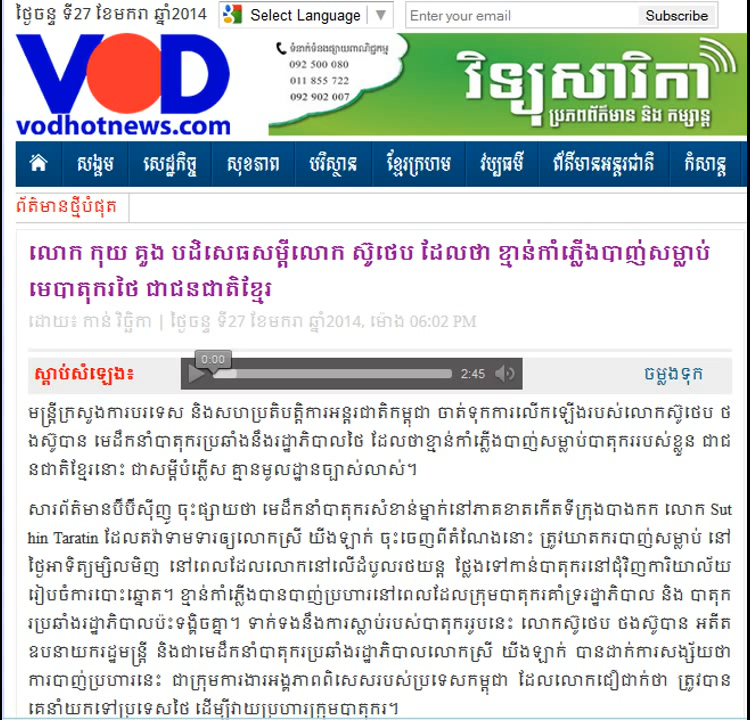 ថ្ងៃចន្ទ ទី27 ខែមករា ឆ្នាំ2014 Select Language ▼ Enter your email Subscribe
VOD
vodhotnews.com
ទំនាក់ទំនងផ្សាយពាណិជ្ជកម្ម
092 500 080
011 855 722
092 902 007
វិទ្យុសារិកា
ប្រភពព័ត៌មាន និង កម្សាន្ត
សង្គម សេដ្ឋកិច្ច សុខភាព បរិស្ថាន ខ្មែរក្រហម វប្បធម៌ ព័ត៌មានអន្តរជាតិ កំសាន្ត
ព័ត៌មានថ្មីបំផុត
លោក កុយ គួង បដិសេធសម្ដីលោក ស៊ូថេប ដែលថា ខ្មាន់កាំភ្លើងបាញ់សម្លាប់
មេបាតុករថៃ ជាជនជាតិខ្មែរ
ដោយ៖ កាន់ វិច្ឆិកា | ថ្ងៃចន្ទ ទី27 ខែមករា ឆ្នាំ2014, ម៉ោង 06:02 PM
ស្ដាប់សំឡេង៖ 0:00 2:45 ចម្លងទុក
មន្ត្រីក្រសួងការបរទេស និងសហប្រតិបត្តិការអន្តរជាតិកម្ពុជា ចាត់ទុកការលើកឡើងរបស់លោកស៊ូថេប ថ
ងស៊ូបាន មេដឹកនាំបាតុករប្រឆាំងនឹងរដ្ឋាភិបាលថៃ ដែលថាខ្មាន់កាំភ្លើងបាញ់សម្លាប់បាតុកររបស់ខ្លួន ជាជ
នជាតិខ្មែរនោះ ជាសម្ដីបំភ្លើស គ្មានមូលដ្ឋានច្បាស់លាស់។
សារព័ត៌មានប៊ីប៊ីស៊ីញូ ចុះផ្សាយថា មេដឹកនាំបាតុករសំខាន់ម្នាក់នៅភាគខាតកើតទីក្រុងបាងកក លោក Sut
hin Taratin ដែលតវ៉ាទាមទារឲ្យលោកស្រី យីងឡាក់ ចុះចេញពីតំណែងនោះ ត្រូវឃាតករបាញ់សម្លាប់ នៅ
ថ្ងៃអាទិត្យម្សិលមិញ នៅពេលដែលលោកនៅលើដំបូលរថយន្ត ថ្លែងទៅកាន់បាតុករនៅជុំវិញការិយាល័យ
រៀបចំការបោះឆ្នោត។ ខ្មាន់កាំភ្លើងបានបាញ់ប្រហារនៅពេលដែលក្រុមបាតុករគាំទ្ររដ្ឋាភិបាល និង បាតុក
រប្រឆាំងរដ្ឋាភិបាលប៉ះទង្គិចគ្នា។ ទាក់ទងនឹងការស្លាប់របស់បាតុកររូបនេះ លោកស៊ូថេប ថងស៊ូបាន អតីត
ឧបនាយករដ្ឋមន្ត្រី និងជាមេដឹកនាំបាតុករប្រឆាំងរដ្ឋាភិបាលលោកស្រី យីងឡាក់ បានដាក់ការសង្ស័យថា
ការបាញ់ប្រហារនេះ ជាក្រុមការងារអង្គភាពពិសេសរបស់ប្រទេសកម្ពុជា ដែលលោកជឿជាក់ថា ត្រូវបាន
គេនាំយកទៅប្រទេសថៃ ដើម្បីវាយប្រហារក្រុមបាតុករ។